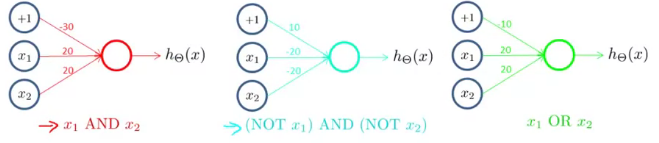 +1
-30
x₁
20
x₂
20
hΘ(x)
→ x₁ AND x₂
+1
10
x₁
-20
x₂
-20
hΘ(x)
→ (NOT x₁) AND (NOT x₂)
+1
-10
x₁
20
x₂
20
hΘ(x)
x₁ OR x₂